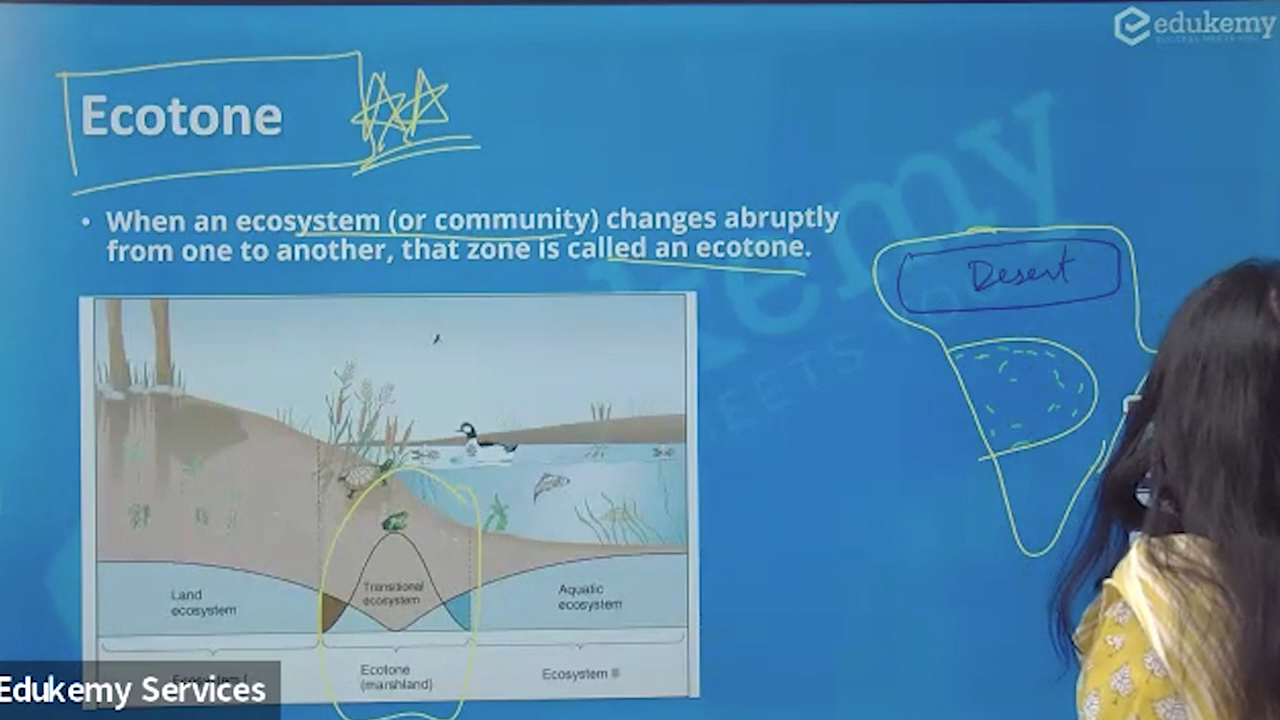 edukemy
Ecotone
• When an ecosystem (or community) changes abruptly
from one to another, that zone is called an ecotone.
Desert
Land
ecosystem
Transitional
ecosystem
Aquatic
ecosystem
Ecotone
(marshland)
Ecosystem I
Ecosystem II
Edukemy Services